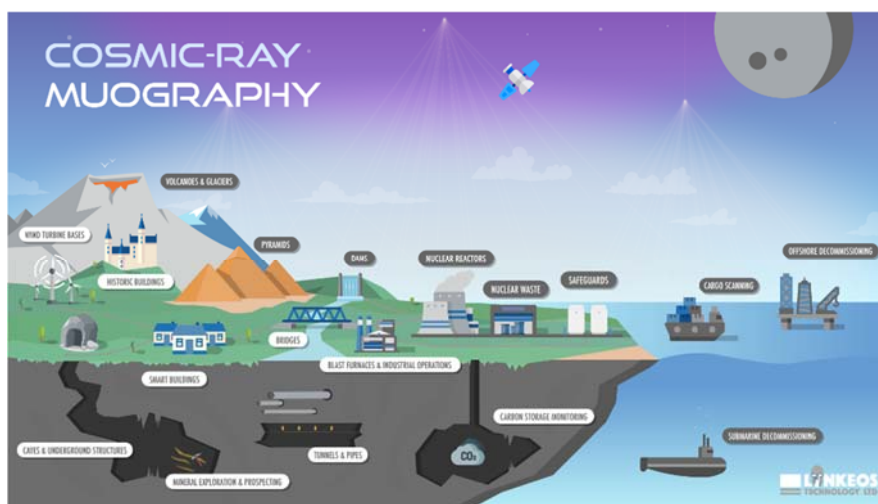 COSMIC-RAY
MUOGRAPHY
VOLCANOES & GLACIERS
WIND TURBINE BASES
HISTORIC BUILDINGS
PYRAMIDS
DAMS
NUCLEAR REACTORS
NUCLEAR WASTE
SAFEGUARDS
CARGO SCANNING
OFFSHORE DECOMMISSIONING
BRIDGES
BLAST FURNACES & INDUSTRIAL OPERATIONS
SMART BUILDINGS
CARBON STORAGE MONITORING
CAVES & UNDERGROUND STRUCTURES
TUNNELS & PIPES
CO₂
SUBMARINE DECOMMISSIONING
MINERAL EXPLORATION & PROSPECTING
LYNKEOS
TECHNOLOGY LTD